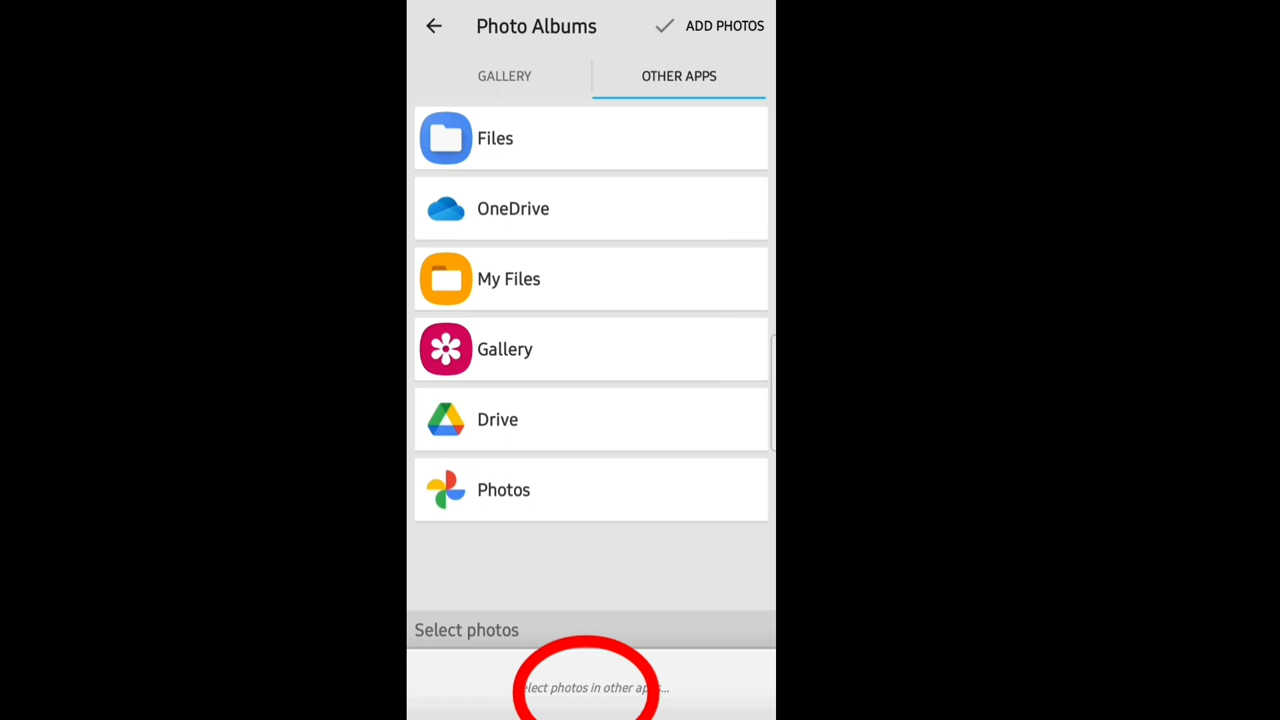 Photo Albums
ADD PHOTOS
GALLERY
OTHER APPS
Files
OneDrive
My Files
Gallery
Drive
Photos
Select photos
photos in other